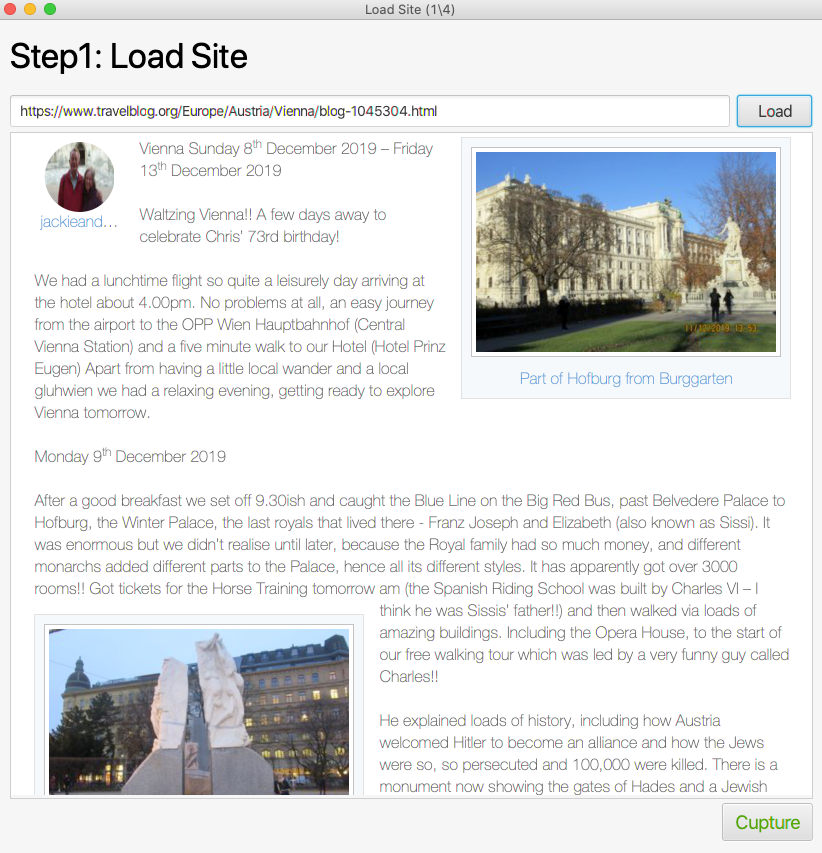 Load Site (1\4)
Step1: Load Site
https://www.travelblog.org/Europe/Austria/Vienna/blog-1045304.html
Load
jackieand...
Vienna Sunday 8th December 2019 – Friday
13th December 2019
Waltzing Vienna!! A few days away to
celebrate Chris' 73rd birthday!
11/12/2019 13:53
Part of Hofburg from Burggarten
We had a lunchtime flight so quite a leisurely day arriving at
the hotel about 4.00pm. No problems at all, an easy journey
from the airport to the OPP Wien Hauptbahnhof (Central
Vienna Station) and a five minute walk to our Hotel (Hotel Prinz
Eugen) Apart from having a little local wander and a local
gluhwien we had a relaxing evening, getting ready to explore
Vienna tomorrow.
Monday 9th December 2019
After a good breakfast we set off 9.30ish and caught the Blue Line on the Big Red Bus, past Belvedere Palace to
Hofburg, the Winter Palace, the last royals that lived there - Franz Joseph and Elizabeth (also known as Sissi). It
was enormous but we didn't realise until later, because the Royal family had so much money, and different
monarchs added different parts to the Palace, hence all its different styles. It has apparently got over 3000
rooms!! Got tickets for the Horse Training tomorrow am (the Spanish Riding School was built by Charles VI – I
think he was Sissis' father!!) and then walked via loads of
amazing buildings. Including the Opera House, to the start of
our free walking tour which was led by a very funny guy called
Charles!!
He explained loads of history, including how Austria
welcomed Hitler to become an alliance and how the Jews
were so, so persecuted and 100,000 were killed. There is a
monument now showing the gates of Hades and a Jewish
Cupture